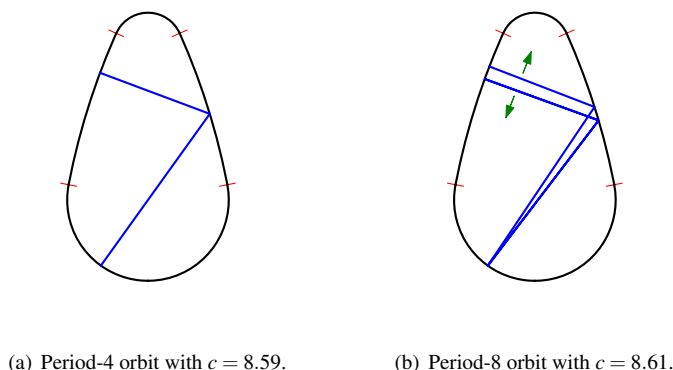 (a) Period-4 orbit with c = 8.59.
(b) Period-8 orbit with c = 8.61.